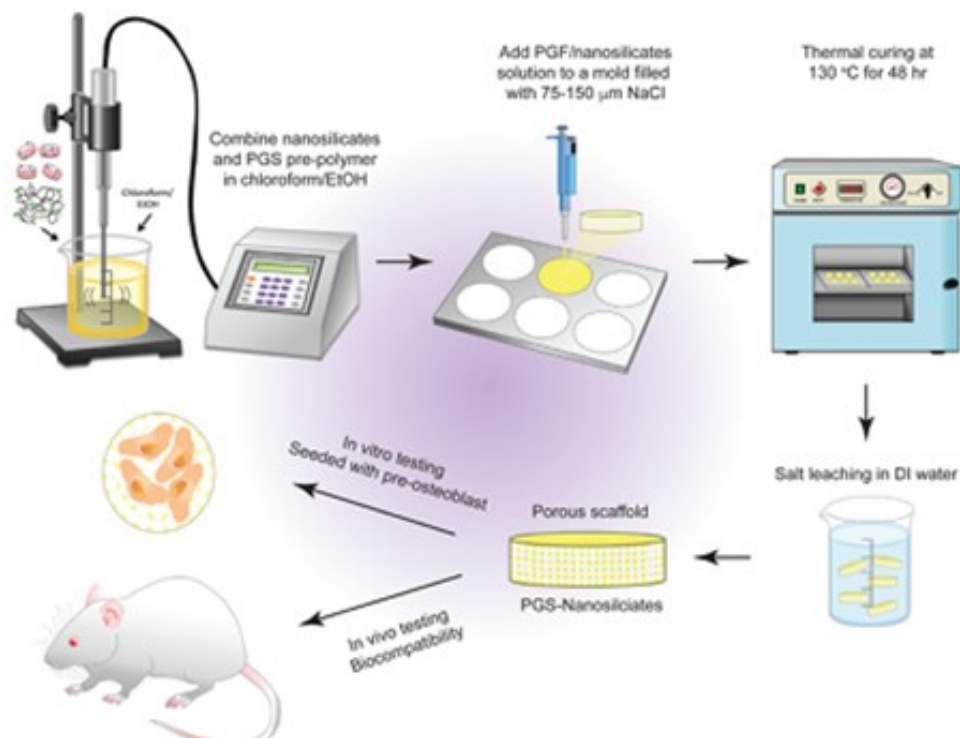 Combine nanosilicates
and PGS pre-polymer
in chloroform/EtOH
Chloroform/
EtOH
Add PGF/nanosilicates
solution to a mold filled
with 75-150 μm NaCl
Thermal curing at
130 °C for 48 hr
Salt leaching in DI water
Porous scaffold
PGS-Nanosilciates
In vitro testing
Seeded with pre-osteoblast
In vivo testing
Biocompatibility